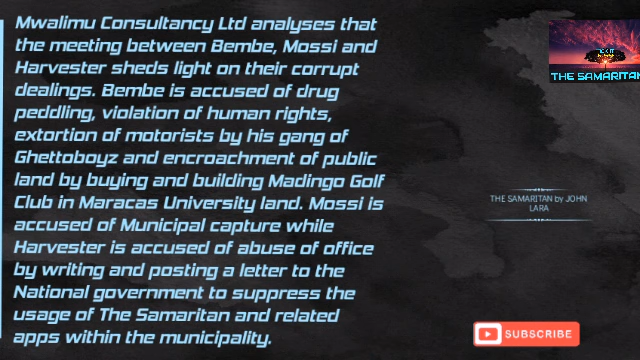 Mwalimu Consultancy Ltd analyses that
the meeting between Bembe, Mossi and
Harvester sheds light on their corrupt
dealings. Bembe is accused of drug
peddling, violation of human rights,
extortion of motorists by his gang of
Ghettoboyz and encroachment of public
land by buying and building Madingo Golf
Club in Maracas University land. Mossi is
accused of Municipal capture while
Harvester is accused of abuse of office
by writing and posting a letter to the
National government to suppress the
usage of The Samaritan and related
apps within the municipality.
THE SAMARITAN
THE SAMARITAN by JOHN
LARA
SUBSCRIBE